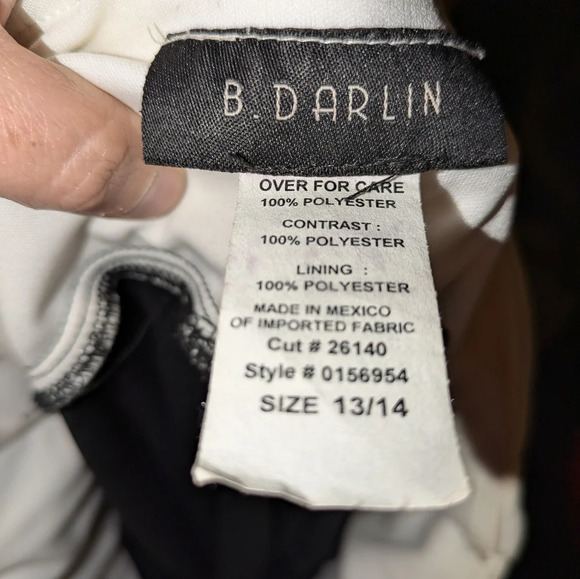 B. DARLIN
OVER FOR CARE
100% POLYESTER
CONTRAST :
100% POLYESTER
LINING :
100% POLYESTER
MADE IN MEXICO
OF IMPORTED FABRIC
Cut # 26140
Style # 0156954
SIZE 13/14